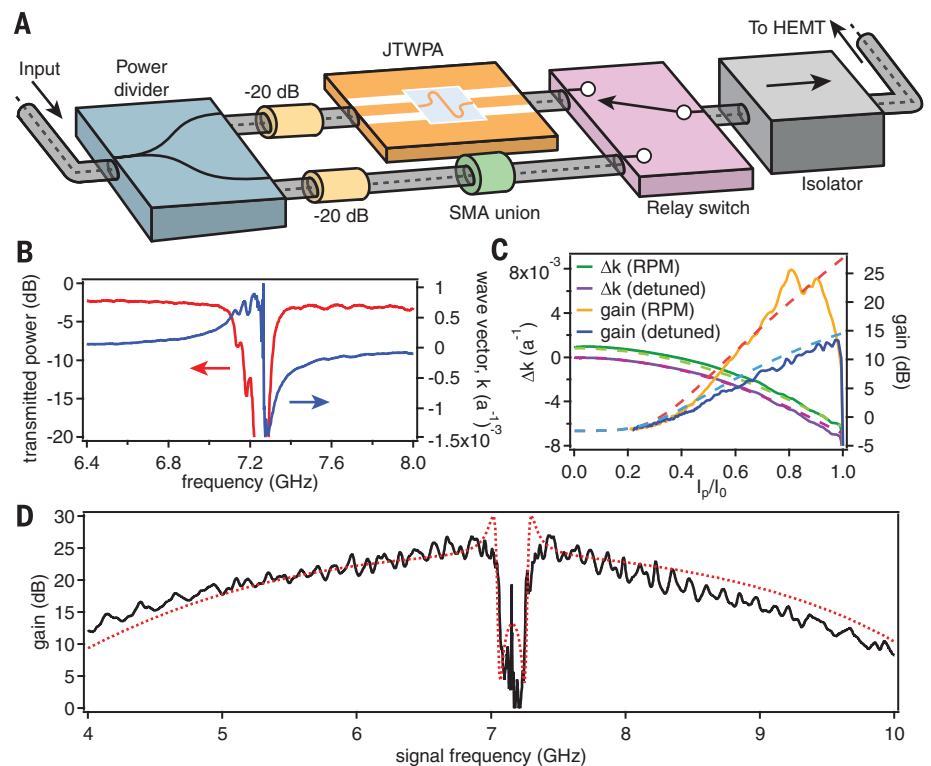 A
Input
Power
divider
-20 dB
-20 dB
JTWPA
SMA union
Relay switch
Isolator
To HEMT
B
transmitted power (dB)
0
-5
-10
-15
-20
6.4
6.8
7.2
7.6
8.0
frequency (GHz)
1
0.5
0
-0.5
-1
-1.5x10⁻³
wave vector, k (a⁻¹)
C
Δk (RPM)
Δk (detuned)
gain (RPM)
gain (detuned)
Δk (a⁻¹)
8x10⁻³
4
0
-4
-8
0.0
0.2
0.4
0.6
0.8
1.0
Iₚ/I₀
25
20
15
10
5
0
-5
gain (dB)
D
gain (dB)
30
25
20
15
10
5
0
4
5
6
7
8
9
10
signal frequency (GHz)